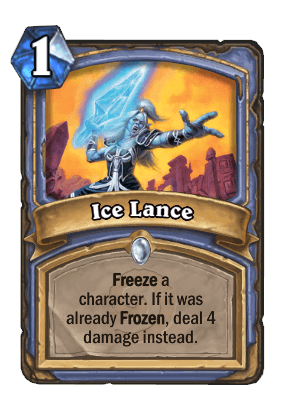 1
Ice Lance
Freeze a
character. If it was
already Frozen, deal 4
damage instead.